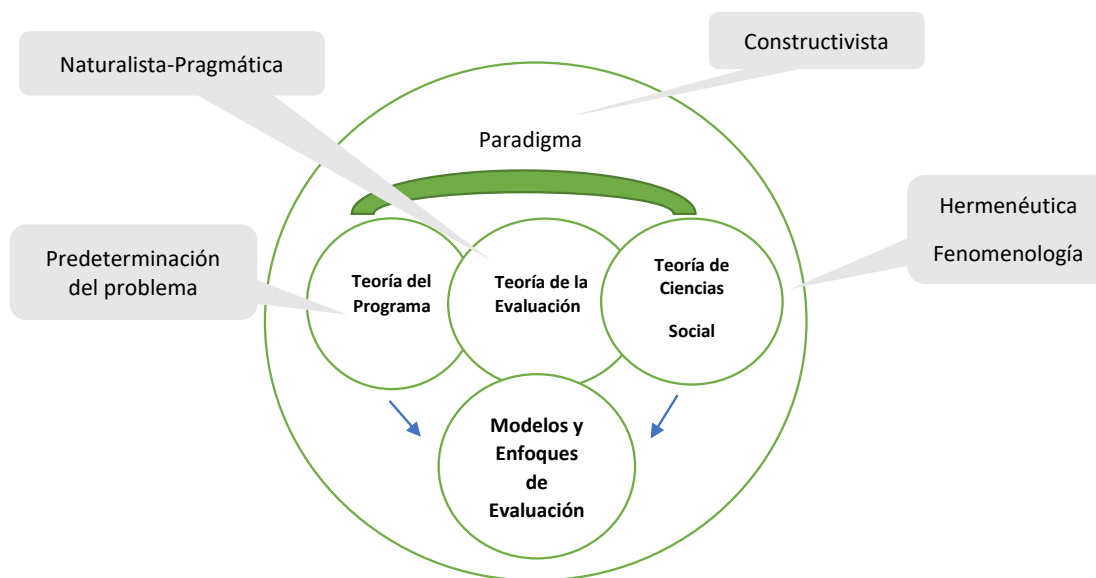 Constructivista
Naturalista-Pragmática
Paradigma
Hermenéutica
Fenomenología
Predeterminación
del problema
Teoría del
Programa
Teoría de la
Evaluación
Teoría de
Ciencias
Social
Modelos y
Enfoques
de
Evaluación